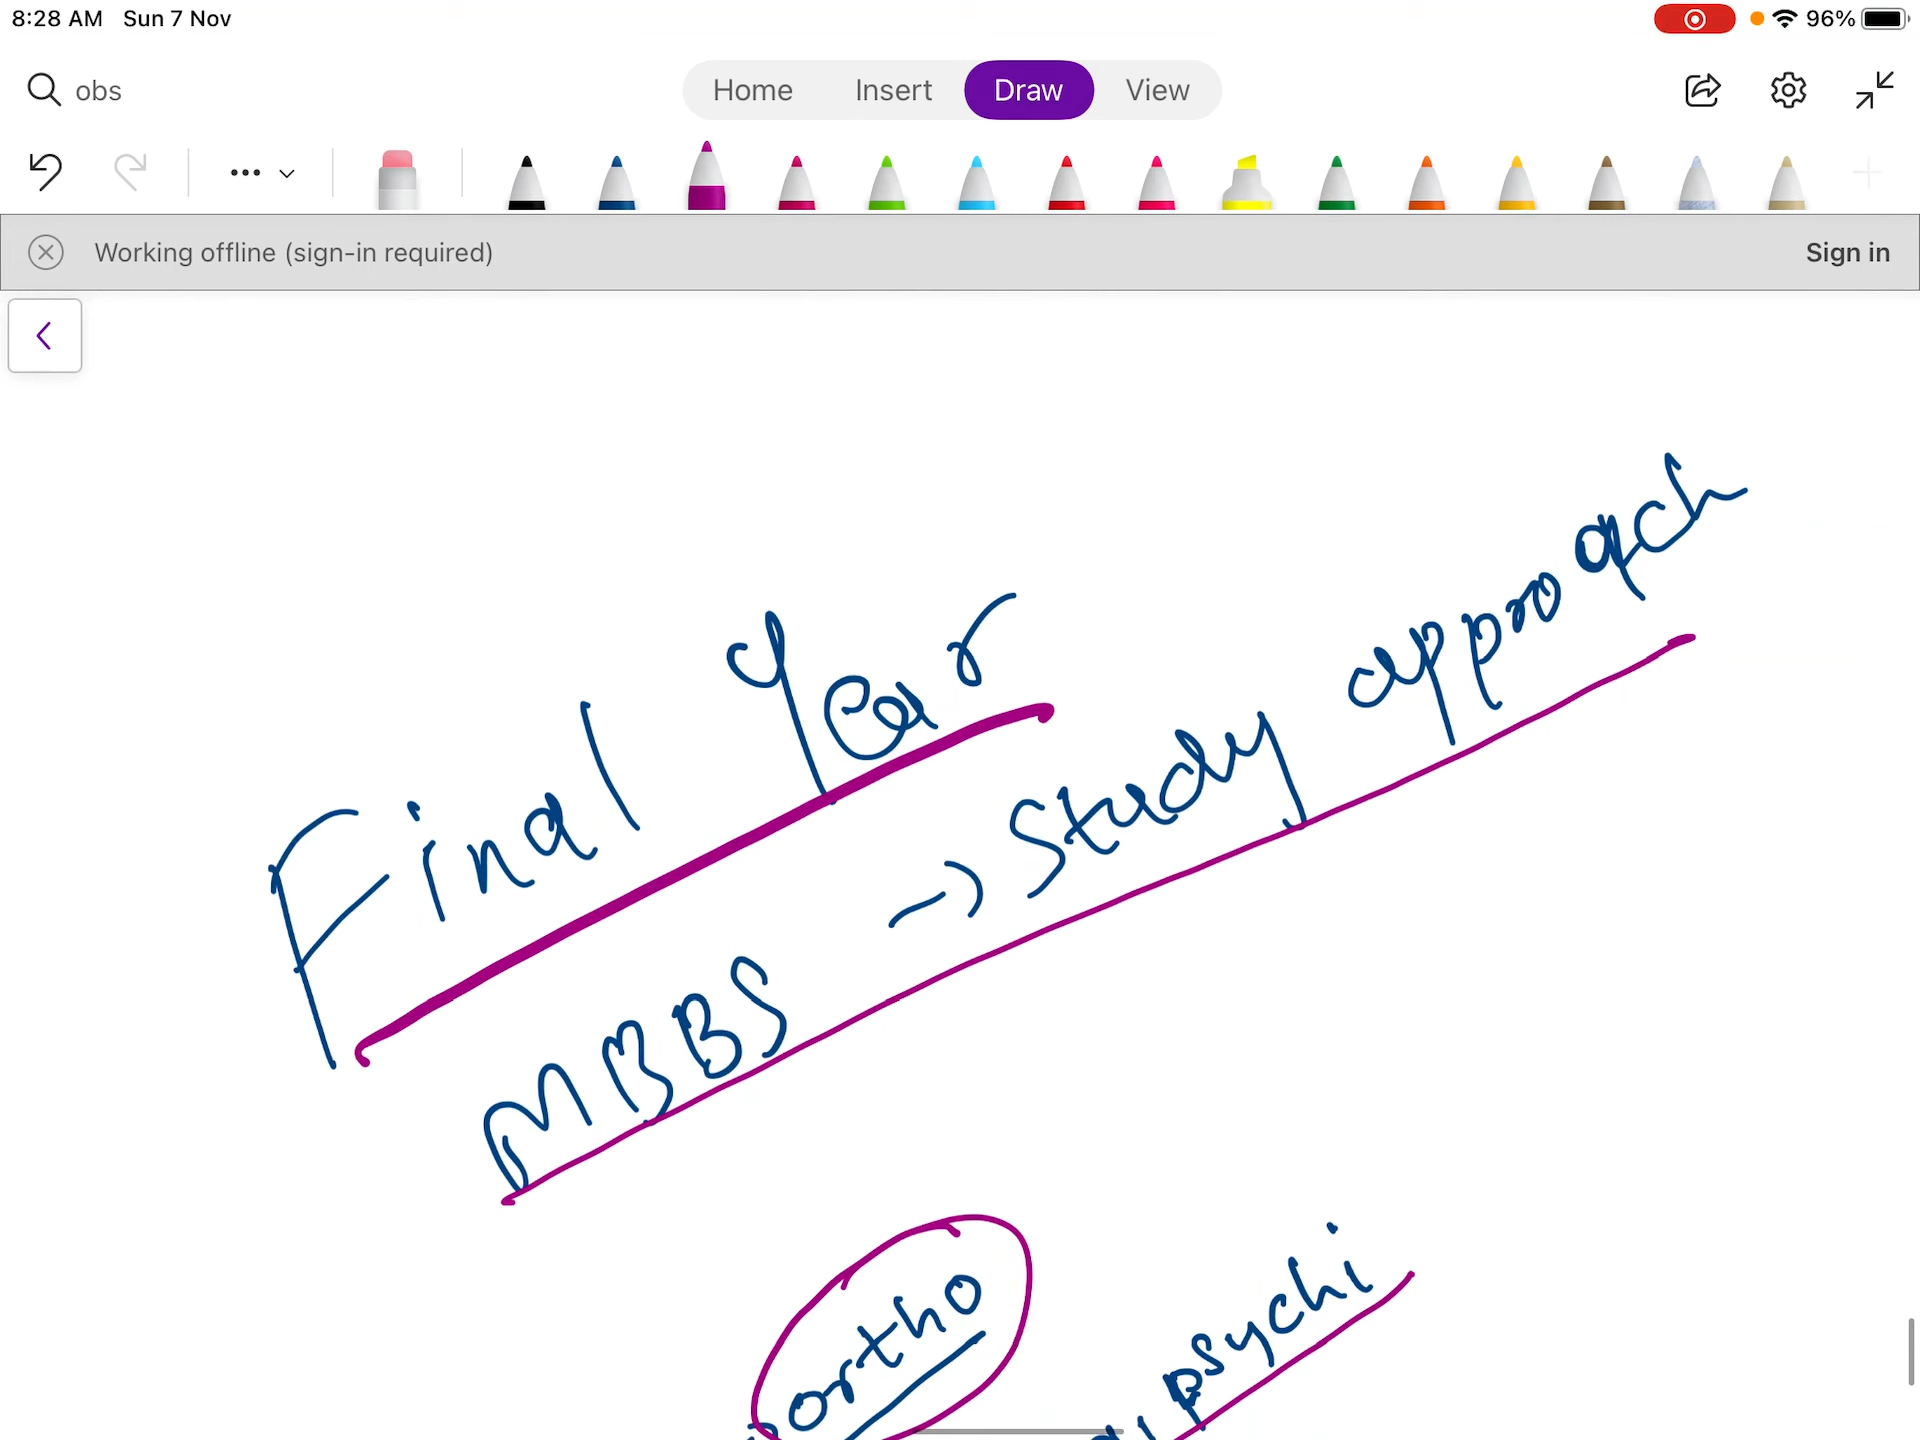 8:28 AM Sun 7 Nov
96%
obs
Home Insert Draw View
Working offline (sign-in required)
Sign in
Final Year
MBBS -> Study approach
ortho
psychi